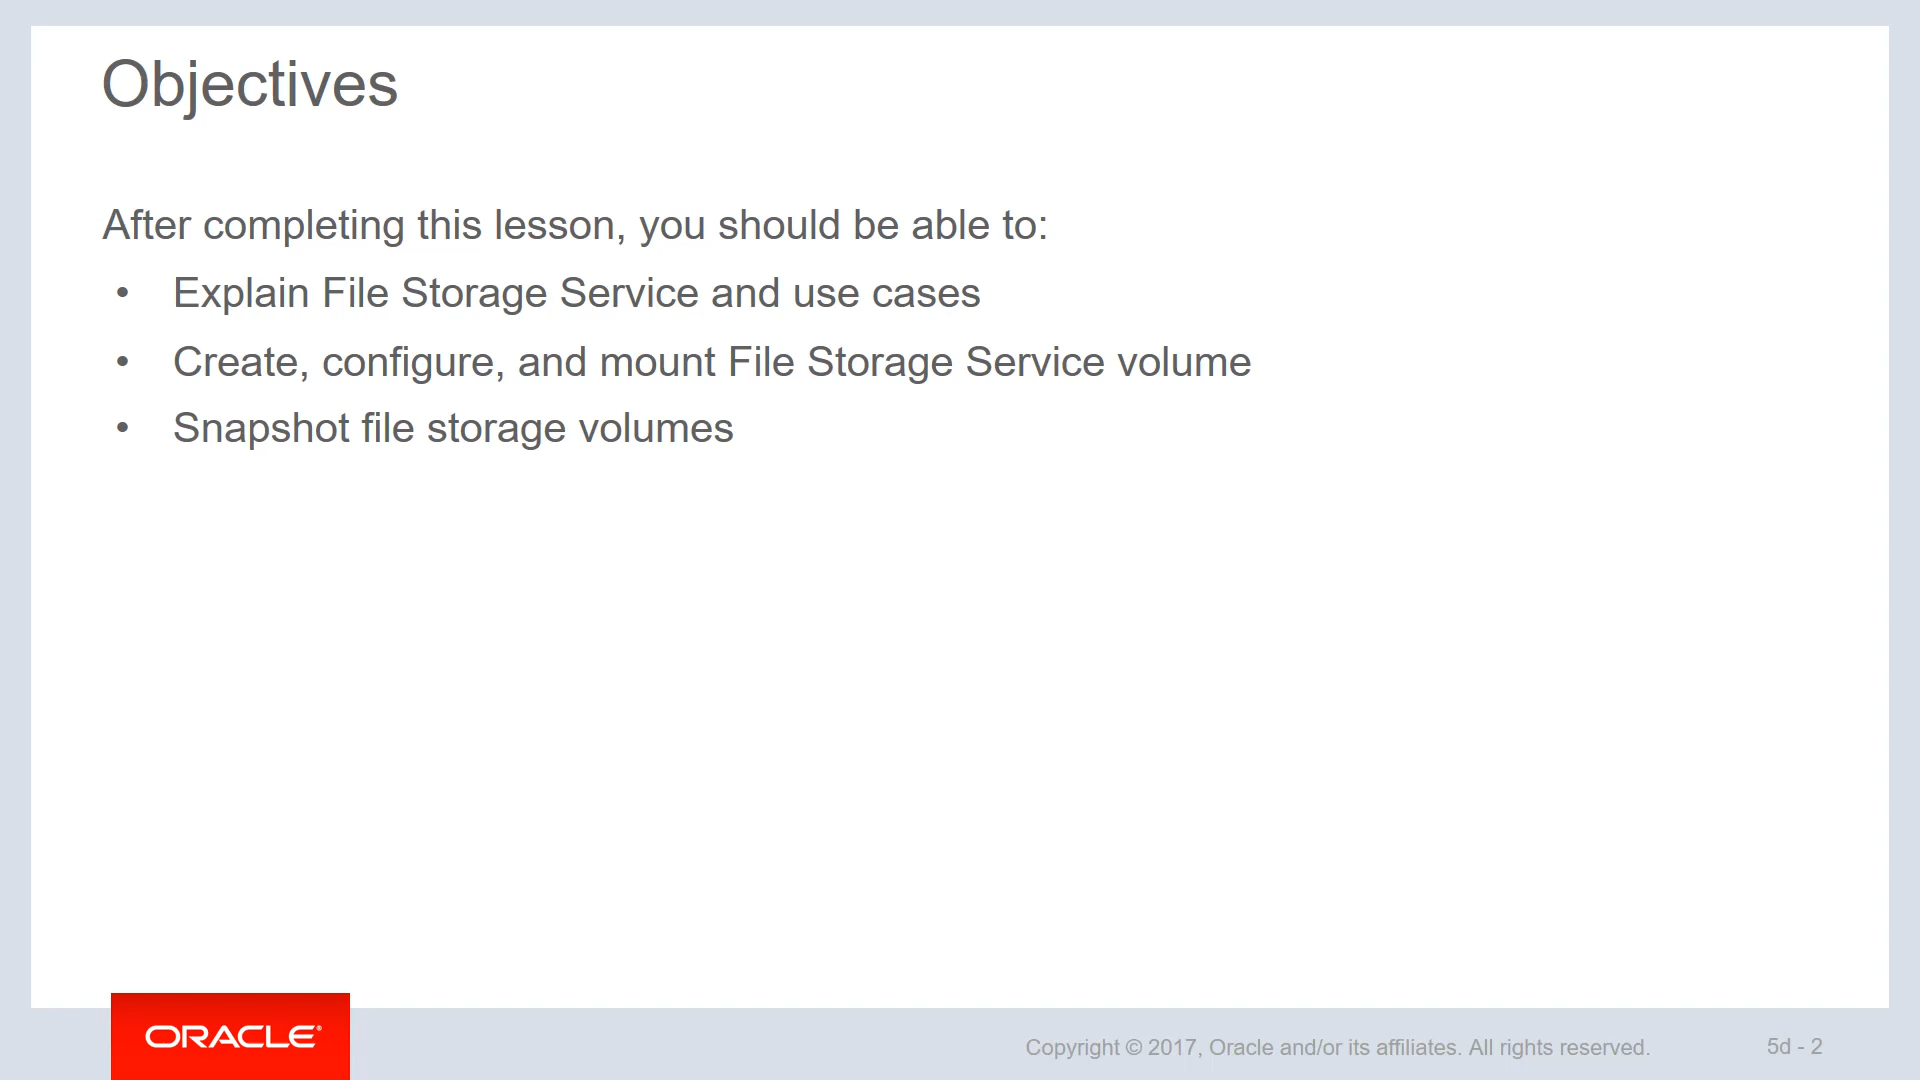 Objectives
After completing this lesson, you should be able to:
• Explain File Storage Service and use cases
• Create, configure, and mount File Storage Service volume
• Snapshot file storage volumes
ORACLE®
Copyright © 2017, Oracle and/or its affiliates. All rights reserved.
5d - 2